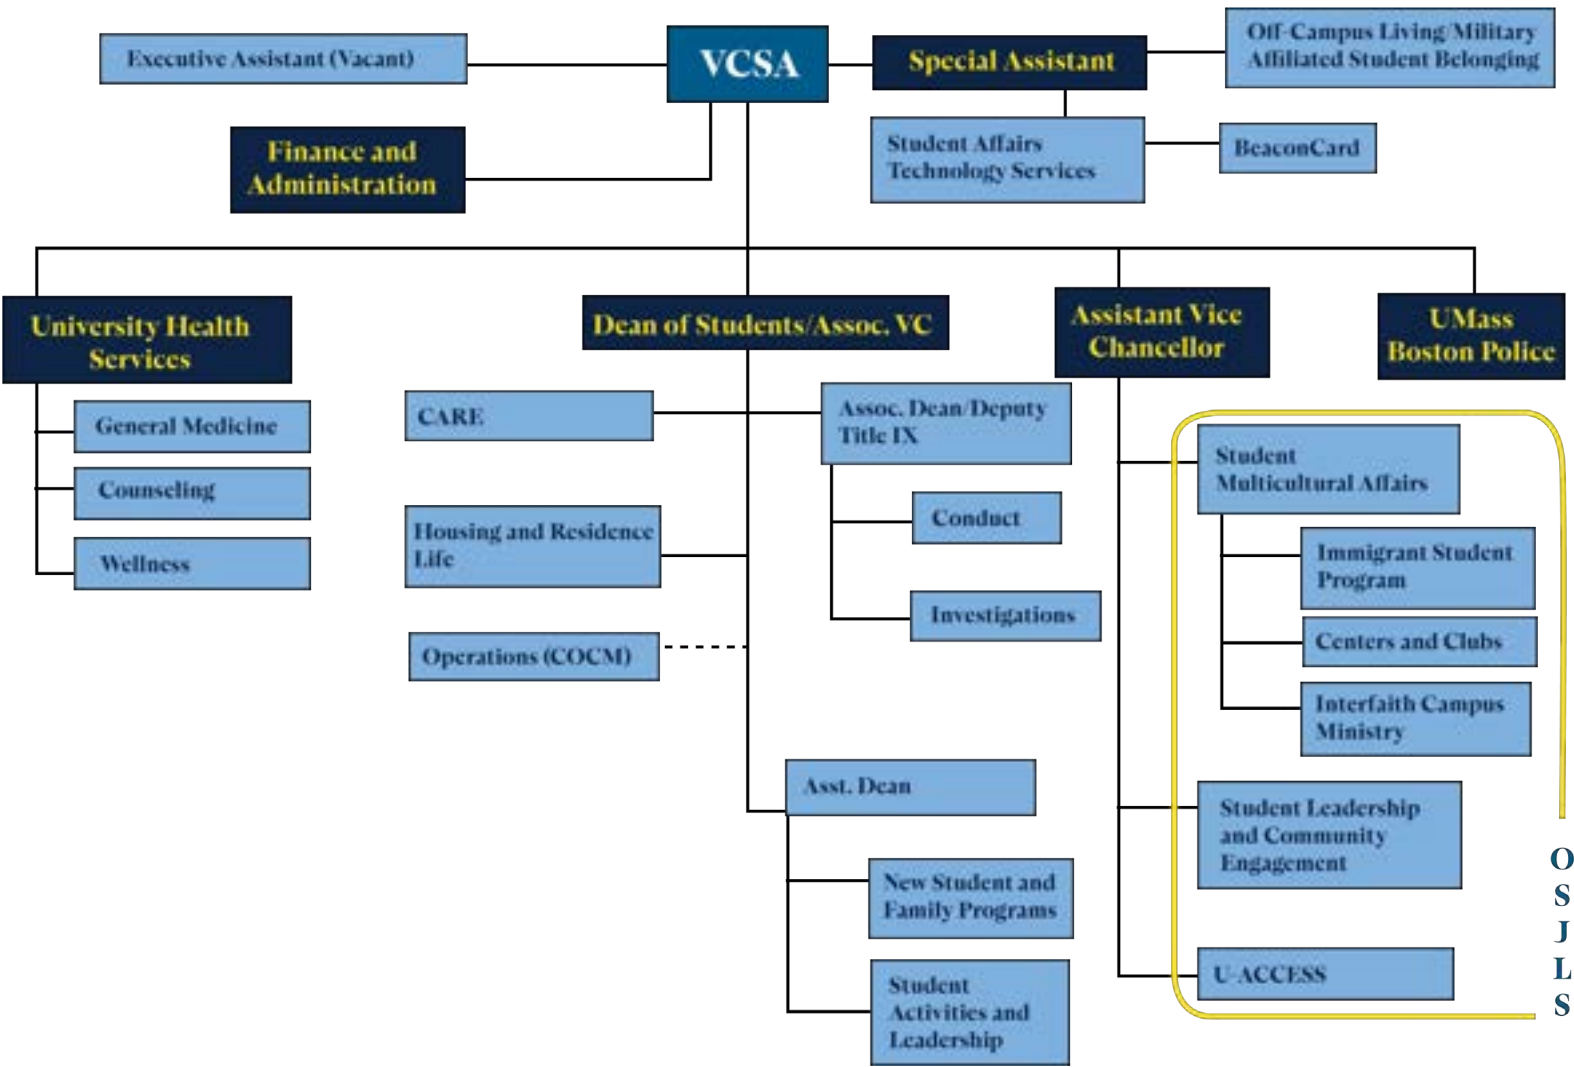 Executive Assistant (Vacant)
VCSA
Special Assistant
Off-Campus Living/Military
Affiliated Student Belonging
Finance and
Administration
Student Affairs
Technology Services
BeaconCard
University Health
Services
Dean of Students/Assoc. VC
Assistant Vice
Chancellor
UMass
Boston Police
General Medicine
Counseling
Wellness
CARE
Assoc. Dean/Deputy
Title IX
Housing and Residence
Life
Conduct
Investigations
Operations (COCM)
Asst. Dean
New Student and
Family Programs
Student
Activities and
Leadership
Student
Multicultural Affairs
Immigrant Student
Program
Centers and Clubs
Interfaith Campus
Ministry
Student Leadership
and Community
Engagement
U-ACCESS
O
S
J
L
S